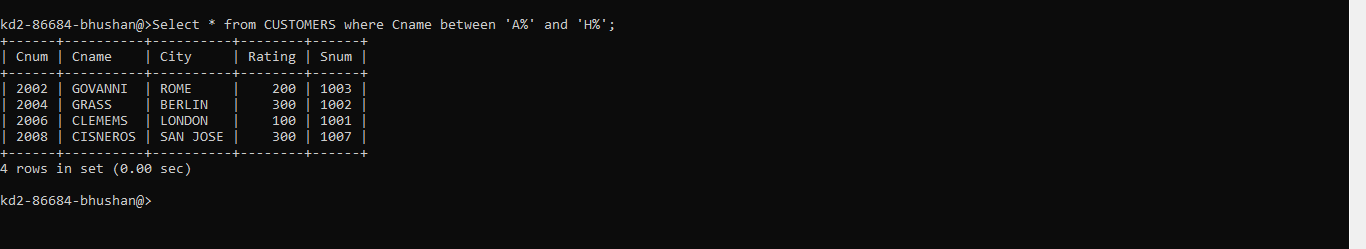 kd2-86684-bhushan@>Select * from CUSTOMERS where Cname between 'A%' and 'H%';
+------+----------+----------+--------+------+
| Cnum | Cname    | City     | Rating | Snum |
+------+----------+----------+--------+------+
| 2002 | GOVANNI  | ROME     |    200 | 1003 |
| 2004 | GRASS    | BERLIN   |    300 | 1002 |
| 2006 | CLEMEMS  | LONDON   |    100 | 1001 |
| 2008 | CISNEROS | SAN JOSE |    300 | 1007 |
+------+----------+----------+--------+------+
4 rows in set (0.00 sec)
kd2-86684-bhushan@>